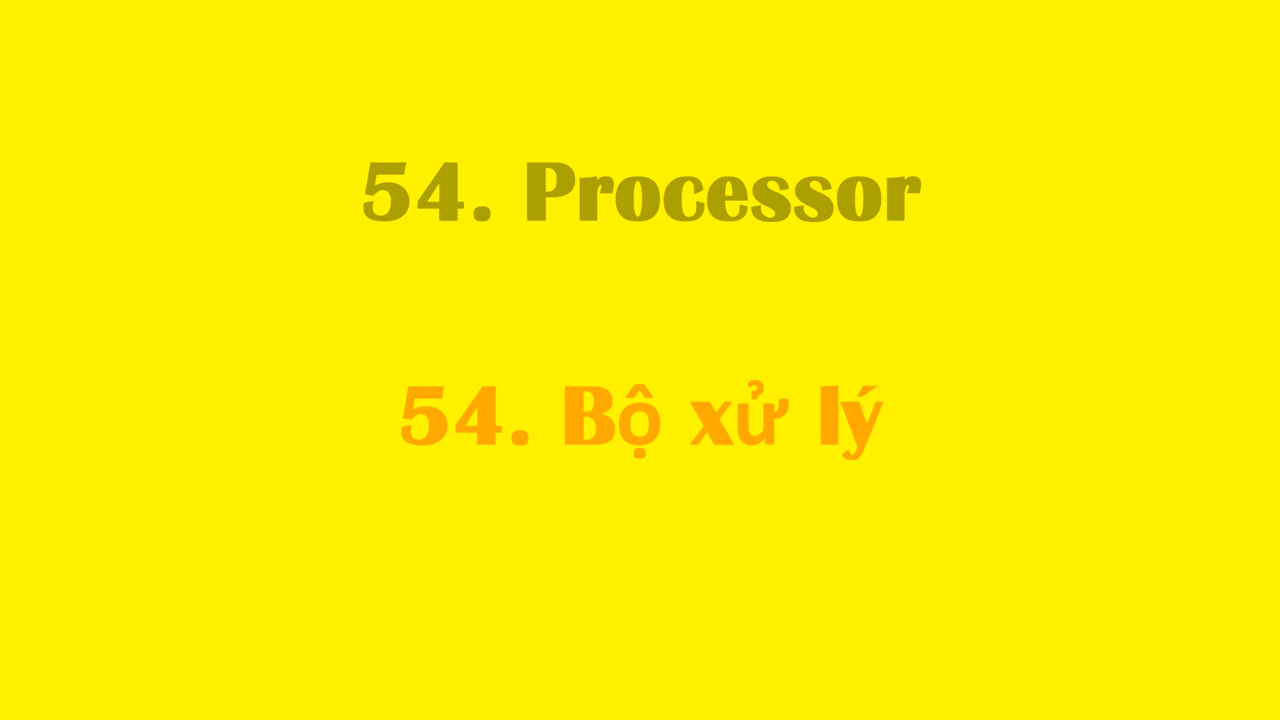 54. Processor
54. Bộ xử lý